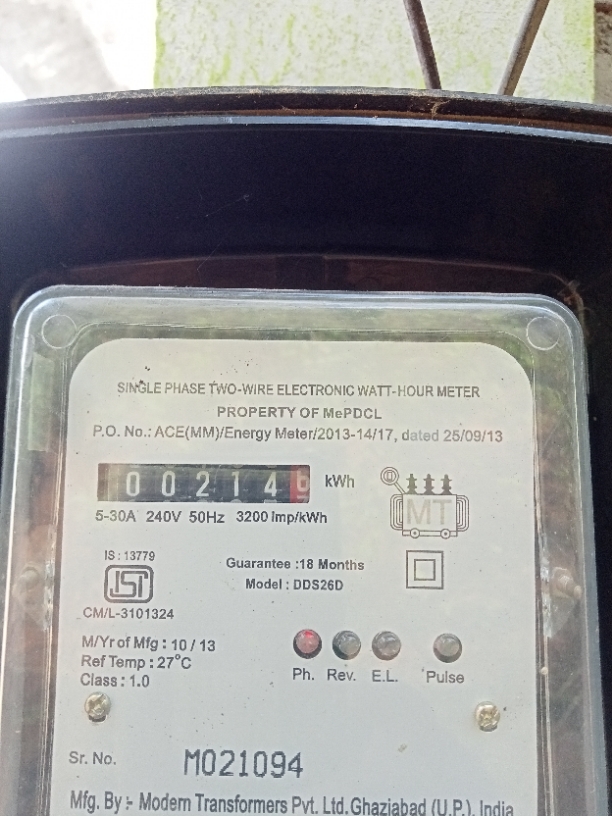 SINGLE PHASE TWO-WIRE ELECTRONIC WATT-HOUR METER
PROPERTY OF MePDCL
P.O. No.: ACE(MM)/Energy Meter/2013-14/17, dated 25/09/13
0 0 2 1 4 6 kWh
5-30A 240V 50Hz 3200 Imp/kWh
MT
IS : 13779
ISI
CM/L-3101324
Guarantee :18 Months
Model : DDS26D
M/Yr of Mfg : 10 / 13
Ref Temp : 27°C
Class : 1.0
Ph. Rev. E.L. Pulse
Sr. No. M021094
Mfg. By :- Modern Transformers Pvt. Ltd. Ghaziabad (U.P.), India